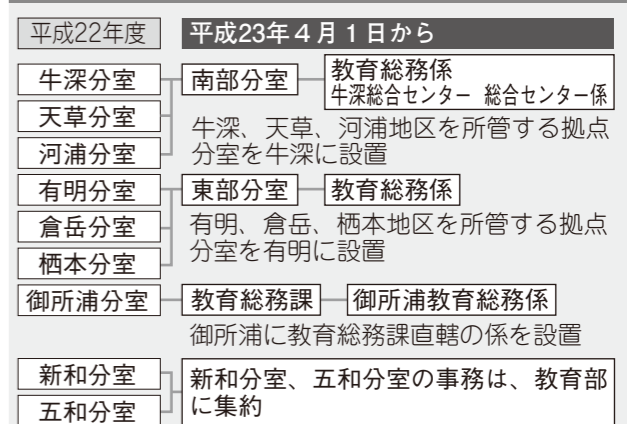 平成22年度
平成23年４月１日から
牛深分室
天草分室
河浦分室
南部分室
教育総務係
牛深総合センター 総合センター係
牛深、天草、河浦地区を所管する拠点
分室を牛深に設置
有明分室
倉岳分室
栖本分室
東部分室
教育総務係
有明、倉岳、栖本地区を所管する拠点
分室を有明に設置
御所浦分室
教育総務課
御所浦教育総務係
御所浦に教育総務課直轄の係を設置
新和分室
五和分室
新和分室、五和分室の事務は、教育部
に集約